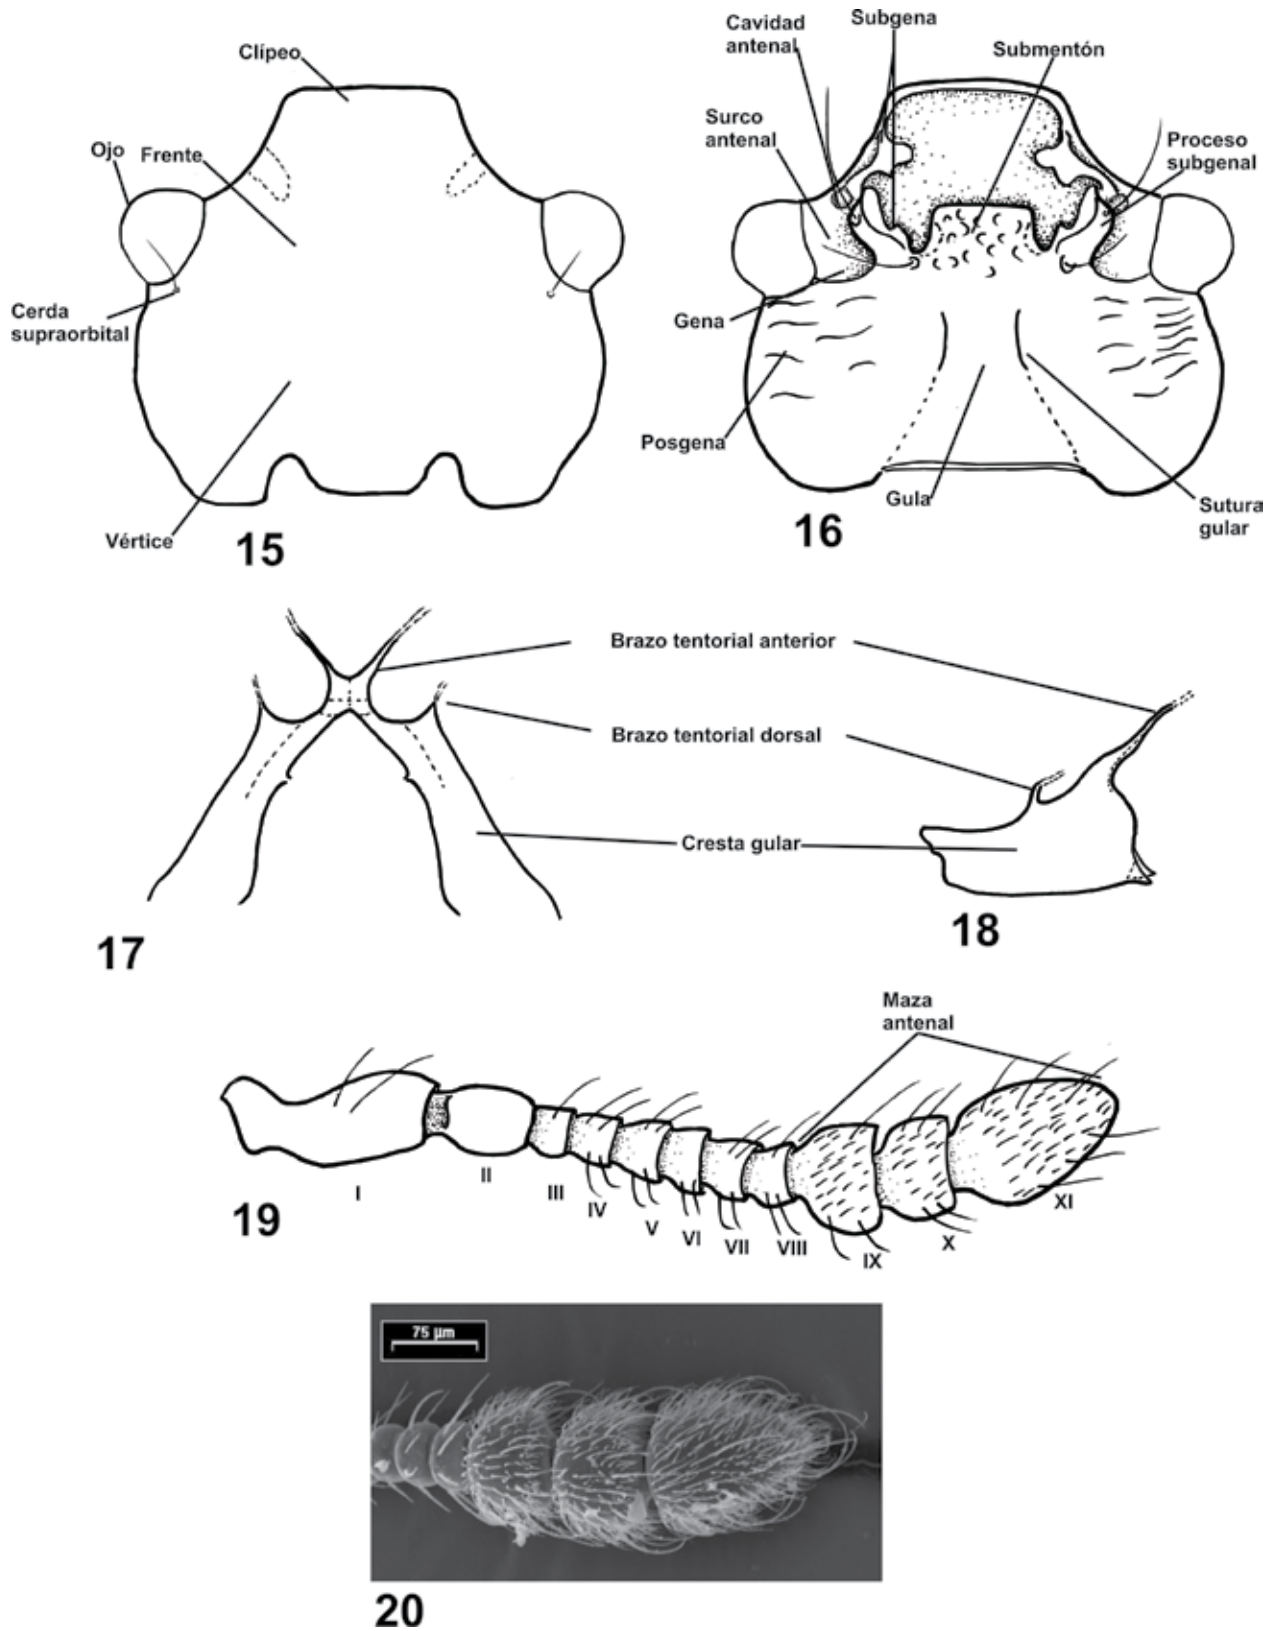 Clípeo
Ojo
Frente
Cerda
supraorbital
Vértice
15
Cavidad
antenal
Subgena
Submentón
Surco
antenal
Proceso
subgenal
Gena
Posgena
Gula
Sutura
gular
16
Brazo tentorial anterior
Brazo tentorial dorsal
Cresta gular
17
18
Maza
antenal
I
II
III
IV
V
VI
VII
VIII
IX
X
XI
19
75 µm
20